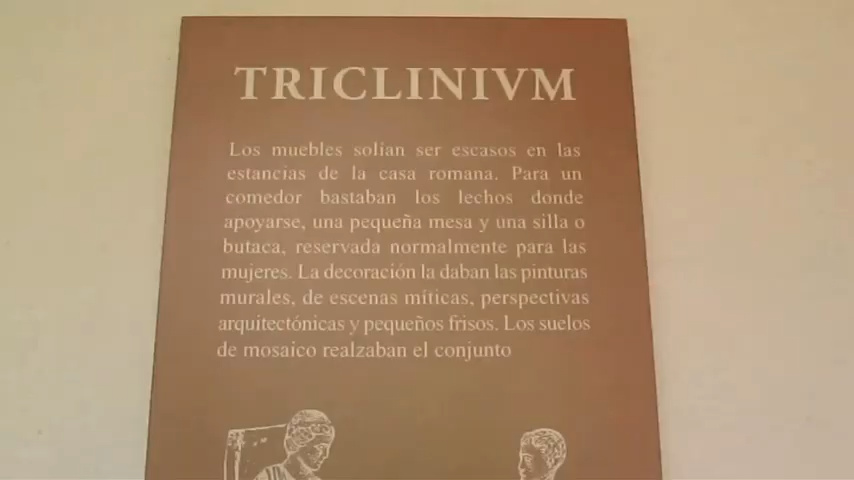 TRICLINIVM
Los muebles solían ser escasos en las
estancias de la casa romana. Para un
comedor bastaban los lechos donde
apoyarse, una pequeña mesa y una silla o
butaca, reservada normalmente para las
mujeres. La decoración la daban las pinturas
murales, de escenas míticas, perspectivas
arquitectónicas y pequeños frisos. Los suelos
de mosaico realzaban el conjunto